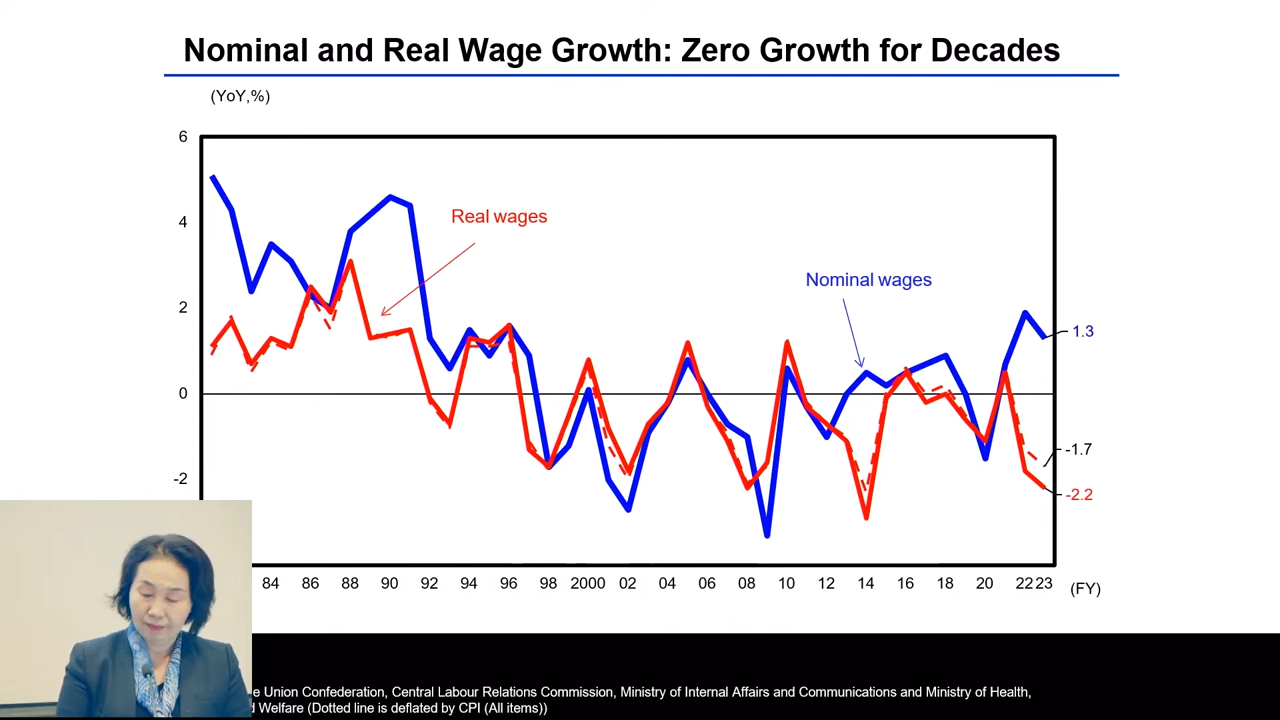 Nominal and Real Wage Growth: Zero Growth for Decades
(YoY,%)
6
4
2
0
-2
Real wages
Nominal wages
1.3
-1.7
-2.2
84 86 88 90 92 94 96 98 2000 02 04 06 08 10 12 14 16 18 20 22 23 (FY)
Union Confederation, Central Labour Relations Commission, Ministry of Internal Affairs and Communications and Ministry of Health,
Welfare (Dotted line is deflated by CPI (All items))